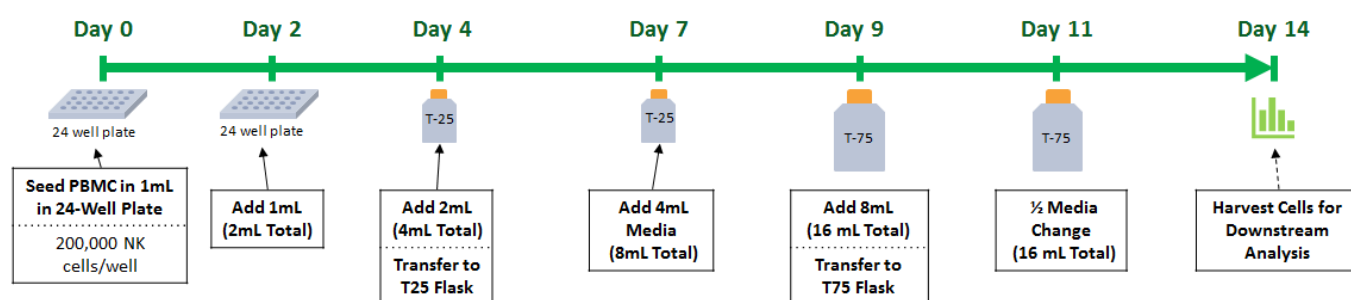 Day 0
Day 2
Day 4
Day 7
Day 9
Day 11
Day 14
24 well plate
24 well plate
T-25
T-25
T-75
T-75
Seed PBMC in 1mL
in 24-Well Plate
200,000 NK
cells/well
Add 1mL
(2mL Total)
Add 2mL
(4mL Total)
Transfer to
T25 Flask
Add 4mL
Media
(8mL Total)
Add 8mL
(16 mL Total)
Transfer to
T75 Flask
½ Media
Change
(16 mL Total)
Harvest Cells for
Downstream
Analysis